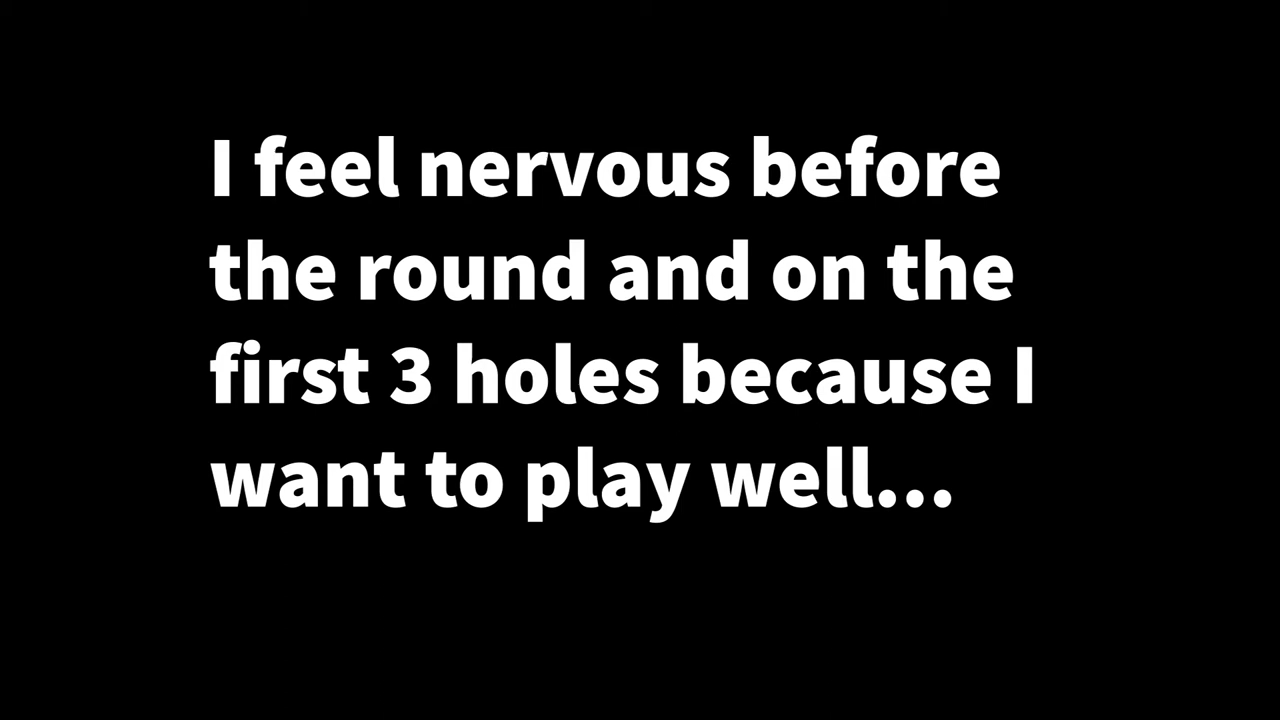 I feel nervous before
the round and on the
first 3 holes because I
want to play well...